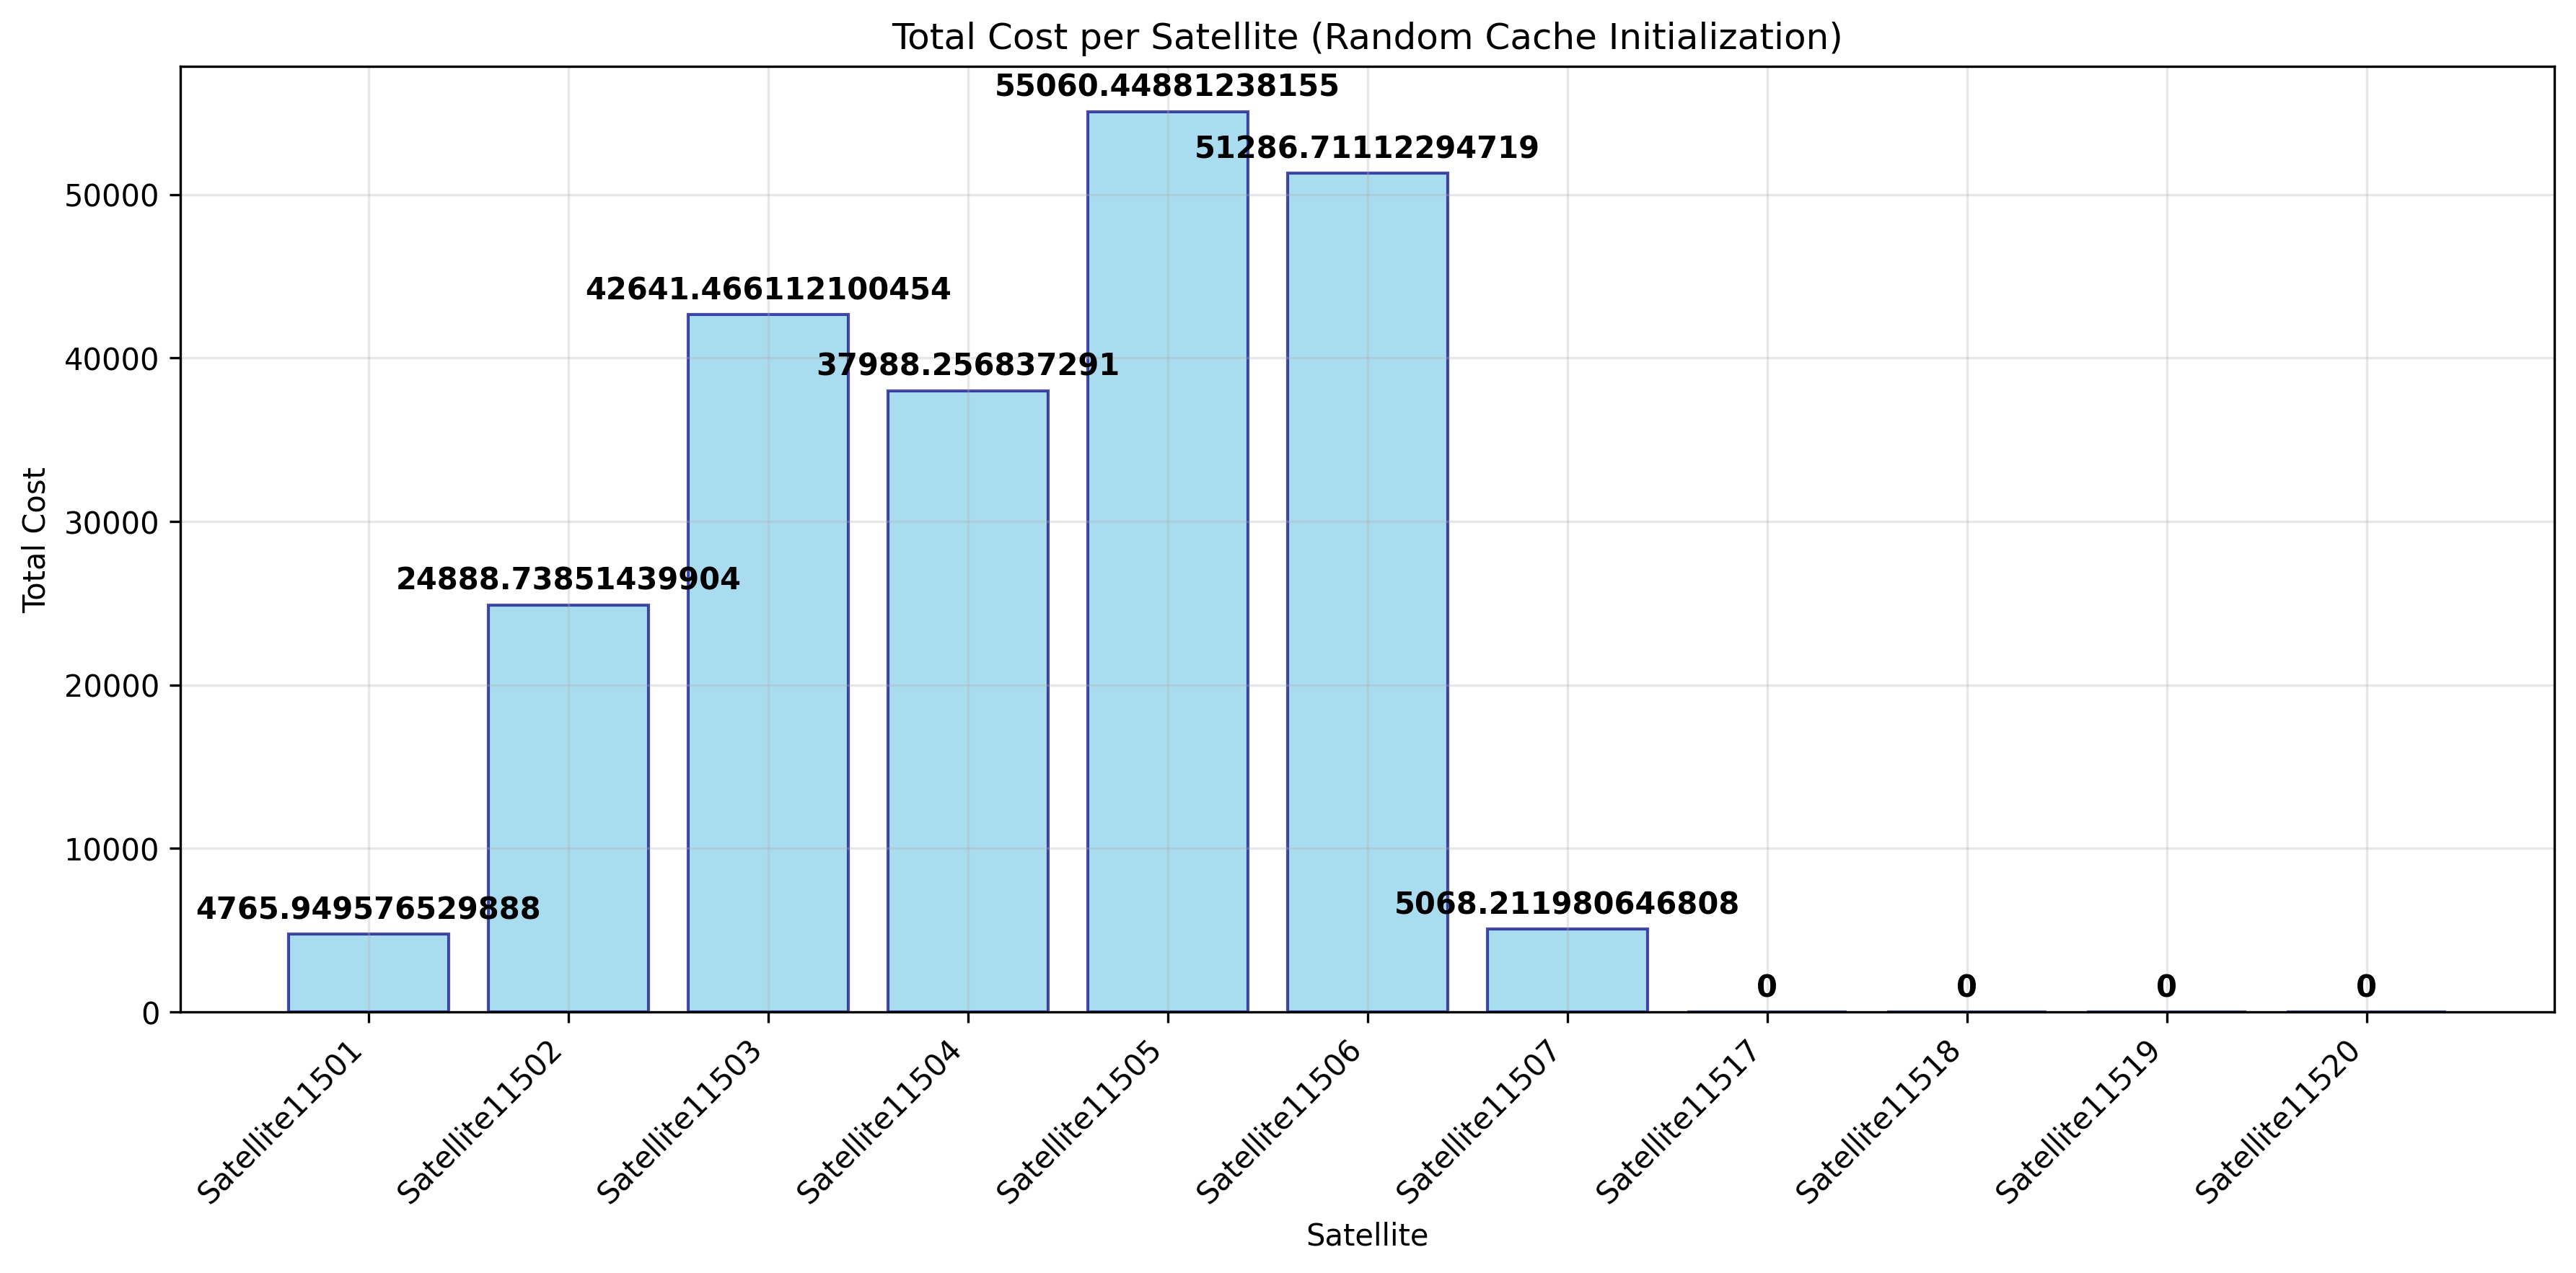 Total Cost per Satellite (Random Cache Initialization)
55060.44881238155
51286.71112294719
42641.466112100454
37988.256837291
24888.73851439904
4765.949576529888
5068.211980646808
0
0
0
0
Total Cost
50000
40000
30000
20000
10000
0
Satellite11501
Satellite11502
Satellite11503
Satellite11504
Satellite11505
Satellite11506
Satellite11507
Satellite11517
Satellite11518
Satellite11519
Satellite11520
Satellite